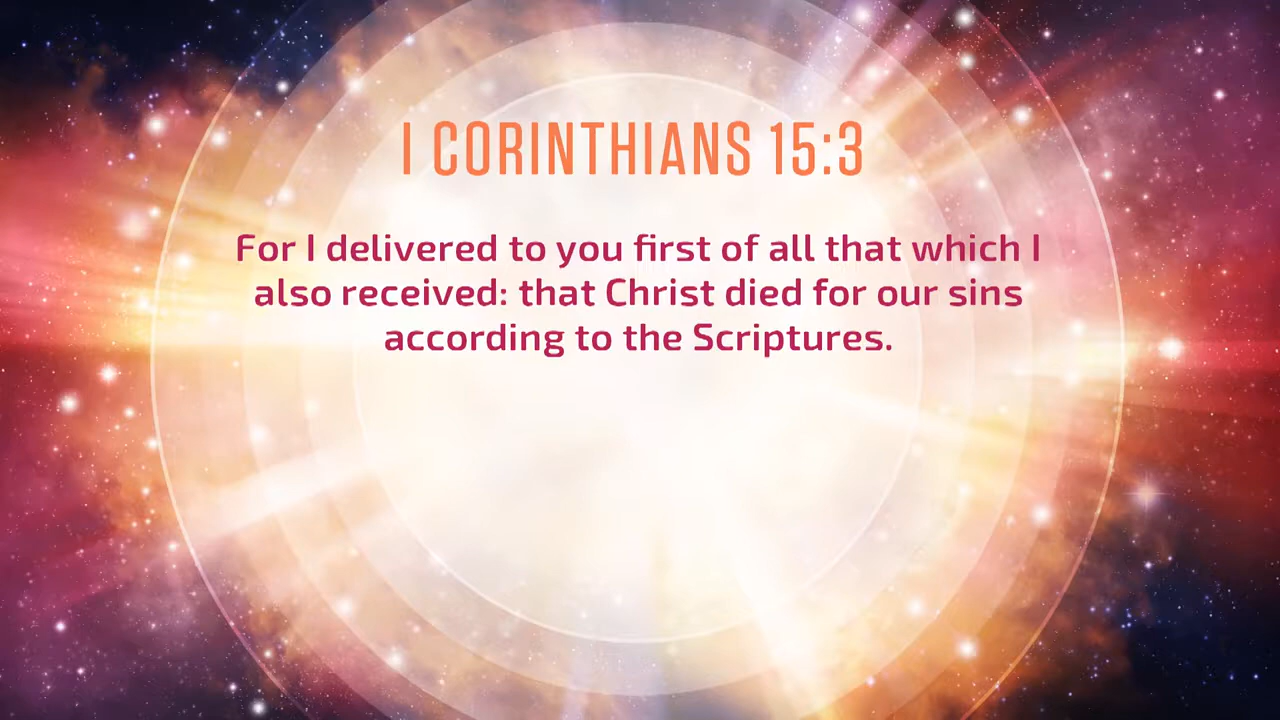 I CORINTHIANS 15:3
For I delivered to you first of all that which I
also received: that Christ died for our sins
according to the Scriptures.